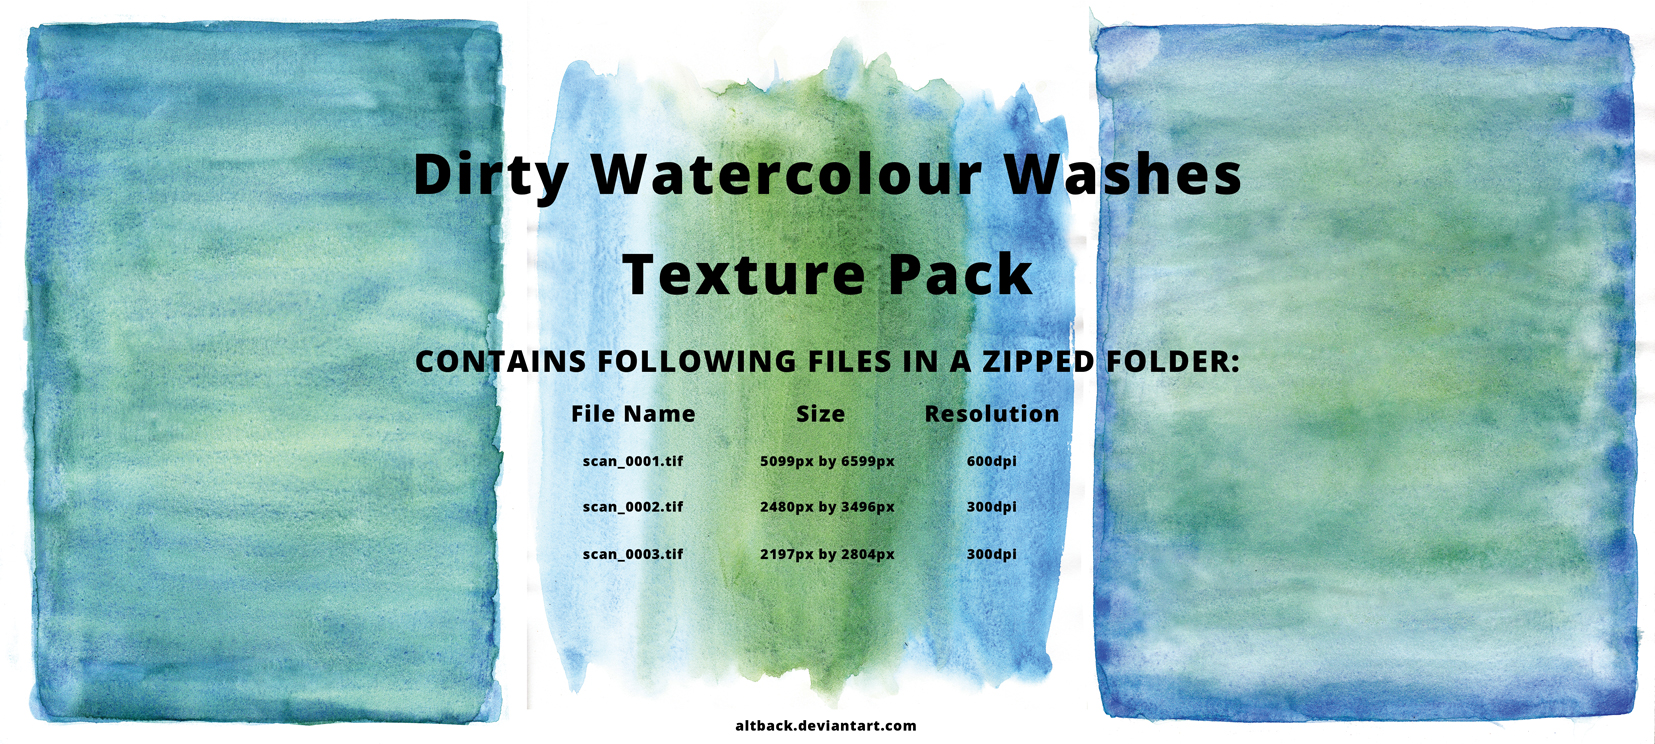 Dirty Watercolour Washes
Texture Pack
CONTAINS FOLLOWING FILES IN A ZIPPED FOLDER:
File Name Size Resolution
scan_0001.tif 5099px by 6599px 600dpi
scan_0002.tif 2480px by 3496px 300dpi
scan_0003.tif 2197px by 2804px 300dpi
altback.deviantart.com